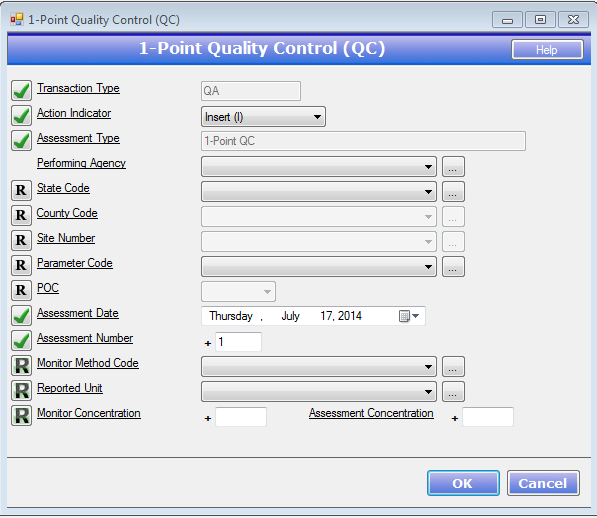 1-Point Quality Control (QC)
1-Point Quality Control (QC) Help
Transaction Type QA
Action Indicator Insert (I)
Assessment Type 1-Point QC
Performing Agency ...
R State Code ...
R County Code ...
R Site Number ...
R Parameter Code ...
R POC
Assessment Date Thursday , July 17, 2014
Assessment Number + 1
R Monitor Method Code ...
R Reported Unit ...
R Monitor Concentration + Assessment Concentration +
OK Cancel